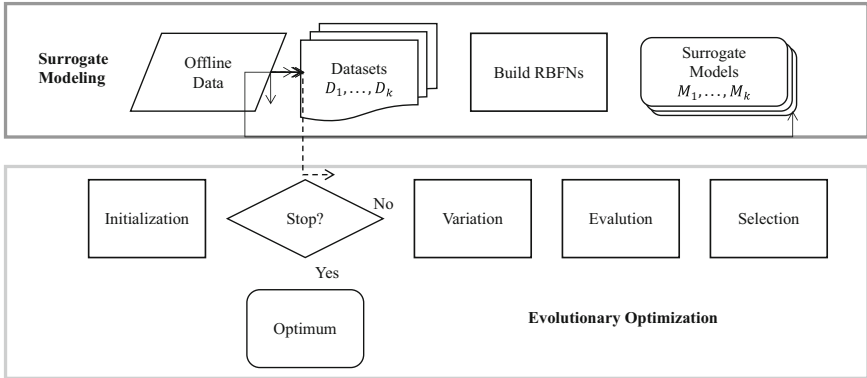 Surrogate
Modeling
Offline
Data
Datasets
D₁,...,Dₖ
Build RBFNs
Surrogate
Models
M₁,...,Mₖ
Initialization
Stop?
No
Yes
Variation
Evalution
Selection
Optimum
Evolutionary Optimization